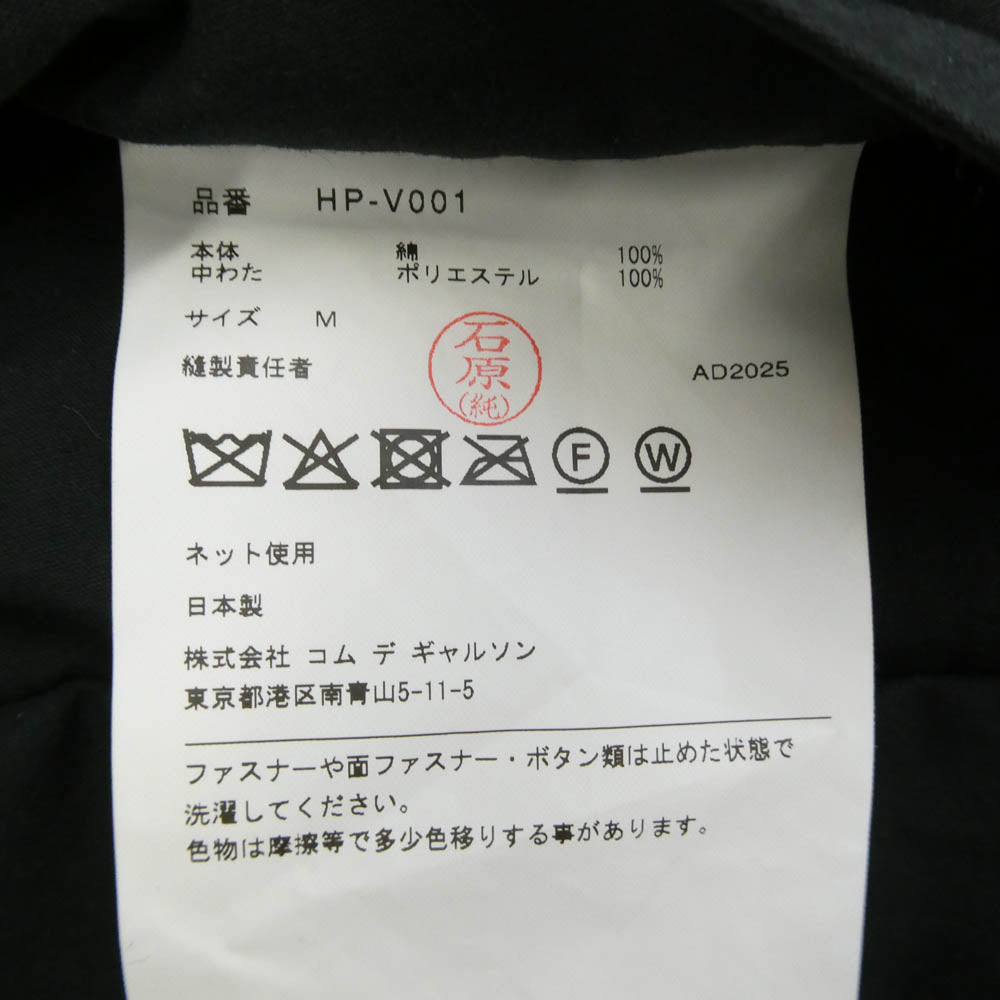 品番 HP-V001
本体 綿 100%
中わた ポリエステル 100%
サイズ M
石原(純)
縫製責任者 AD2025
F W
ネット使用
日本製
株式会社 コム デ ギャルソン
東京都港区南青山5-11-5
ファスナーや面ファスナー・ボタン類は止めた状態で
洗濯してください。
色物は摩擦等で多少色移りする事があります。